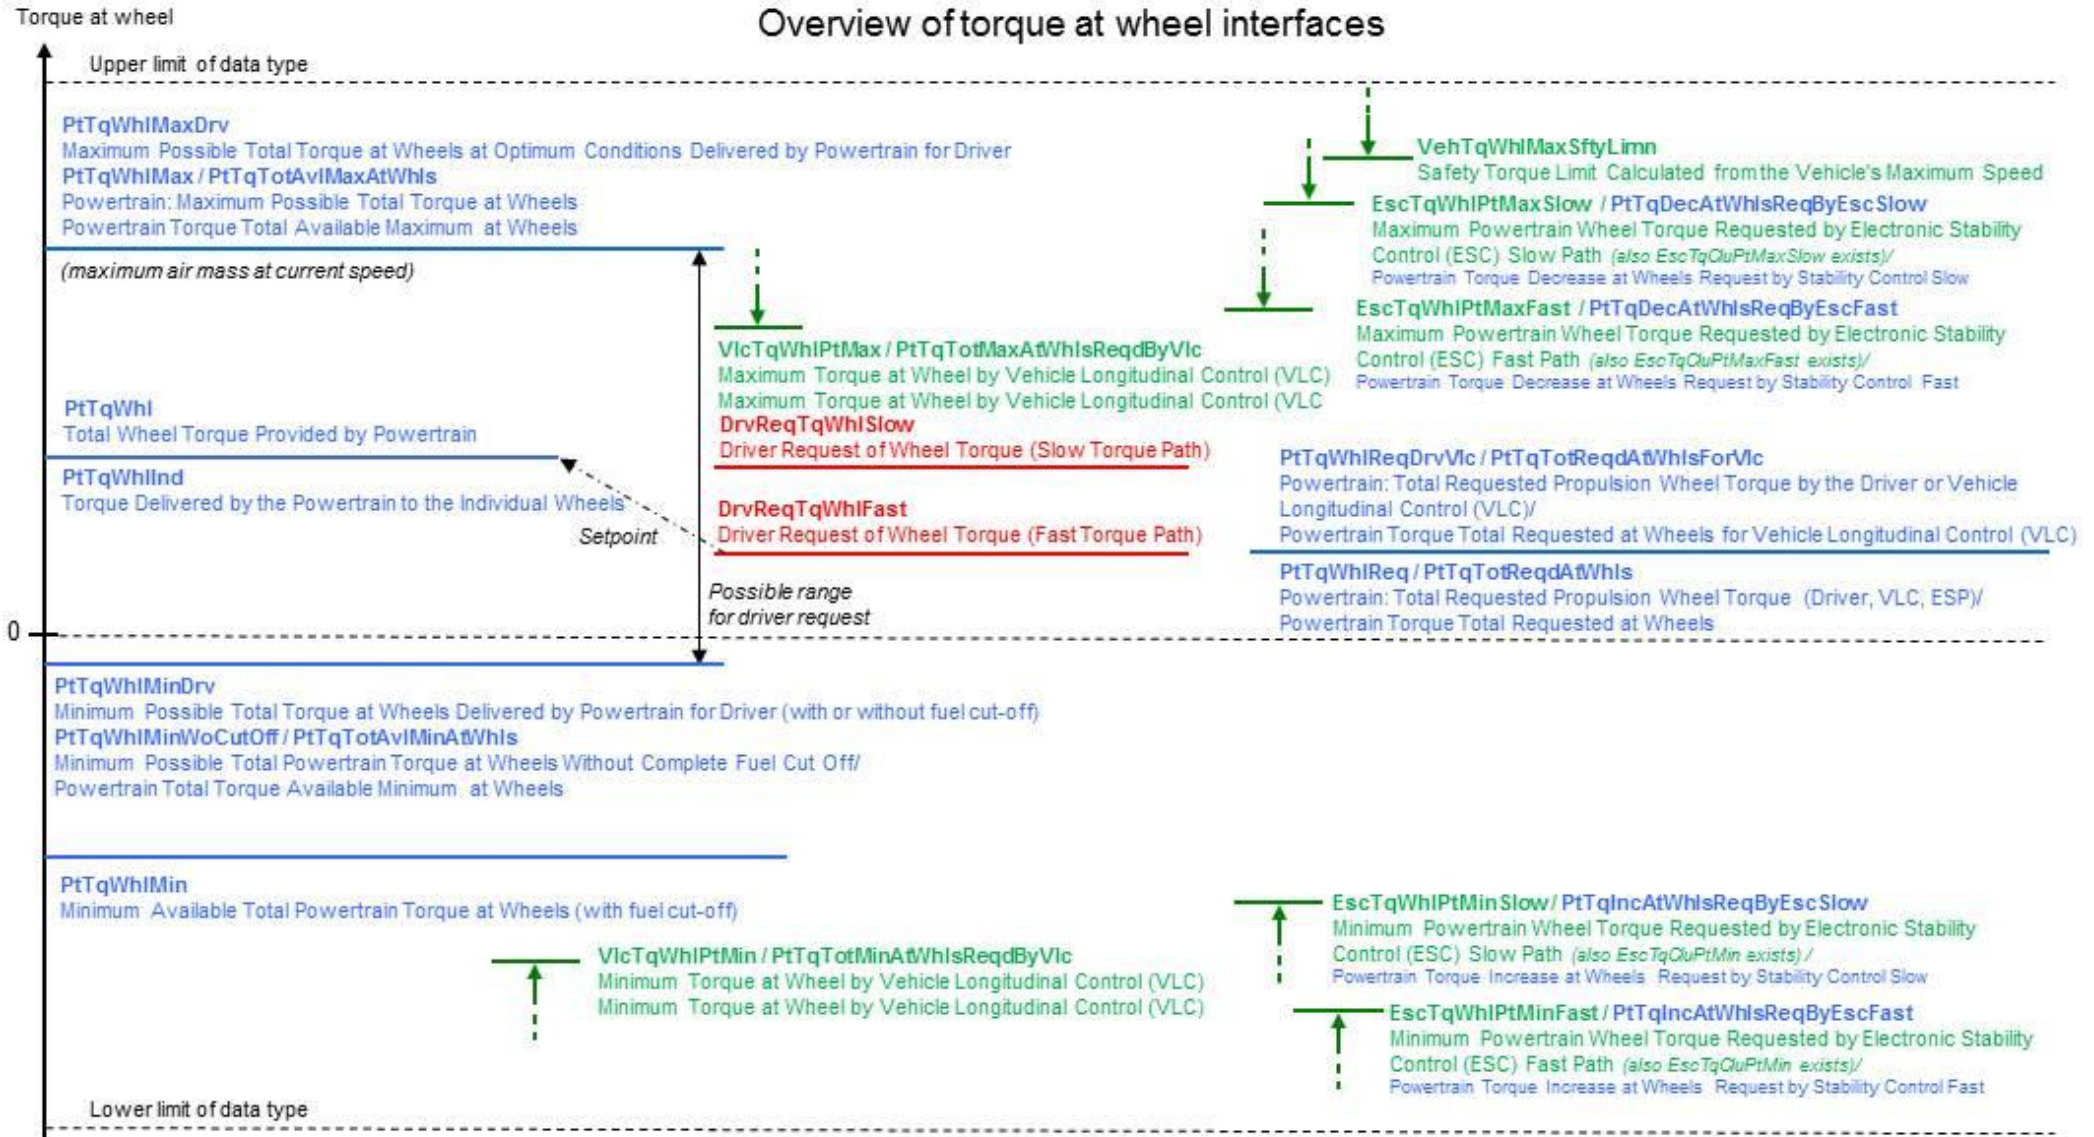 Torque at wheel
Overview of torque at wheel interfaces
Upper limit of data type
PtTqWhlMaxDrv
Maximum Possible Total Torque at Wheels at Optimum Conditions Delivered by Powertrain for Driver
PtTqWhlMax / PtTqTotAvlMaxAtWhls
Powertrain: Maximum Possible Total Torque at Wheels
Powertrain Torque Total Available Maximum at Wheels
(maximum air mass at current speed)
VehTqWhlMaxSftyLimn
Safety Torque Limit Calculated from the Vehicle's Maximum Speed
EscTqWhlPtMaxSlow / PtTqDecAtWhlsReqByEscSlow
Maximum Powertrain Wheel Torque Requested by Electronic Stability
Control (ESC) Slow Path (also EscTqCluPtMaxSlow exists)/
Powertrain Torque Decrease at Wheels Request by Stability Control Slow
EscTqWhlPtMaxFast / PtTqDecAtWhlsReqByEscFast
Maximum Powertrain Wheel Torque Requested by Electronic Stability
Control (ESC) Fast Path (also EscTqCluPtMaxFast exists)/
Powertrain Torque Decrease at Wheels Request by Stability Control Fast
VlcTqWhlPtMax / PtTqTotMaxAtWhlsReqdByVlc
Maximum Torque at Wheel by Vehicle Longitudinal Control (VLC)
Maximum Torque at Wheel by Vehicle Longitudinal Control (VLC
DrvReqTqWhlSlow
Driver Request of Wheel Torque (Slow Torque Path)
PtTqWhl
Total Wheel Torque Provided by Powertrain
PtTqWhlInd
Torque Delivered by the Powertrain to the Individual Wheels
Setpoint
DrvReqTqWhlFast
Driver Request of Wheel Torque (Fast Torque Path)
Possible range
for driver request
PtTqWhlReqDrvVlc / PtTqTotReqdAtWhlsForVlc
Powertrain: Total Requested Propulsion Wheel Torque by the Driver or Vehicle
Longitudinal Control (VLC)/
Powertrain Torque Total Requested at Wheels for Vehicle Longitudinal Control (VLC)
PtTqWhlReq / PtTqTotReqdAtWhls
Powertrain: Total Requested Propulsion Wheel Torque (Driver, VLC, ESP)/
Powertrain Torque Total Requested at Wheels
0
PtTqWhlMinDrv
Minimum Possible Total Torque at Wheels Delivered by Powertrain for Driver (with or without fuel cut-off)
PtTqWhlMinWoCutOff / PtTqTotAvlMinAtWhls
Minimum Possible Total Powertrain Torque at Wheels Without Complete Fuel Cut Off/
Powertrain Total Torque Available Minimum at Wheels
PtTqWhlMin
Minimum Available Total Powertrain Torque at Wheels (with fuel cut-off)
VlcTqWhlPtMin / PtTqTotMinAtWhlsReqdByVlc
Minimum Torque at Wheel by Vehicle Longitudinal Control (VLC)
Minimum Torque at Wheel by Vehicle Longitudinal Control (VLC)
EscTqWhlPtMinSlow / PtTqIncAtWhlsReqByEscSlow
Minimum Powertrain Wheel Torque Requested by Electronic Stability
Control (ESC) Slow Path (also EscTqCluPtMin exists) /
Powertrain Torque Increase at Wheels Request by Stability Control Slow
EscTqWhlPtMinFast / PtTqIncAtWhlsReqByEscFast
Minimum Powertrain Wheel Torque Requested by Electronic Stability
Control (ESC) Fast Path (also EscTqCluPtMin exists)/
Powertrain Torque Increase at Wheels Request by Stability Control Fast
Lower limit of data type